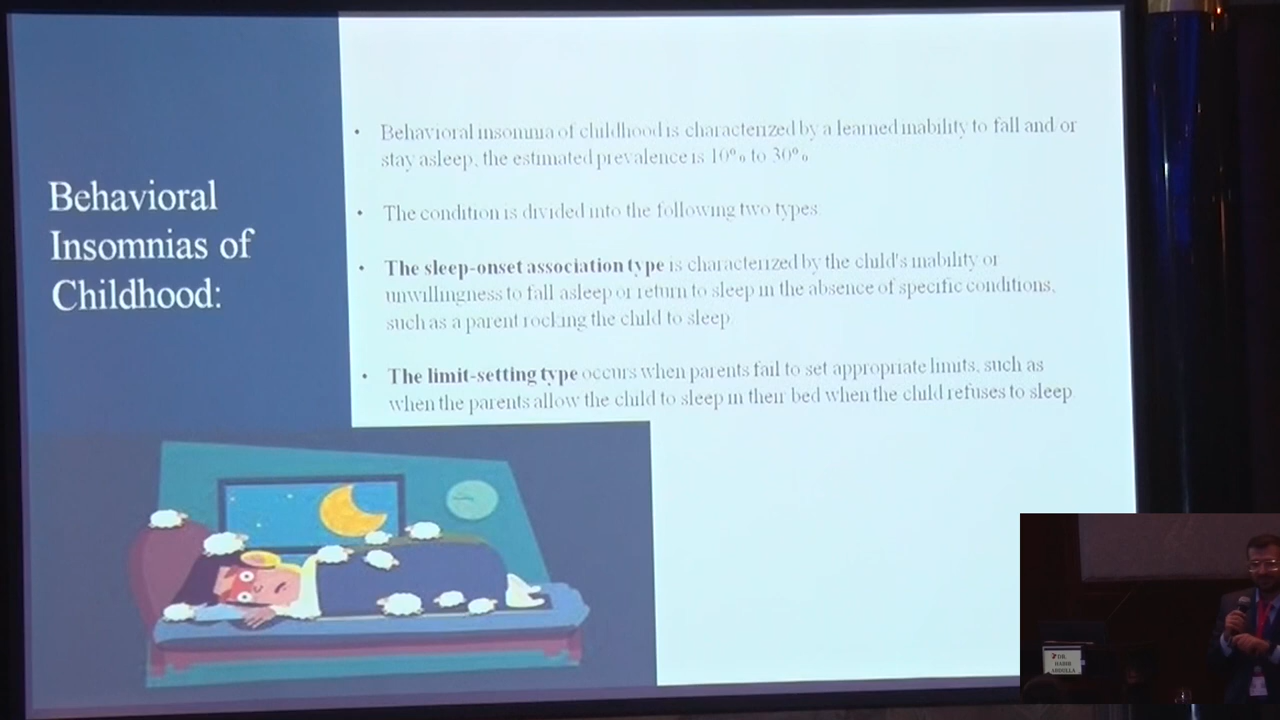 Behavioral
Insomnias of
Childhood:
• Behavioral insomnia of childhood is characterized by a learned inability to fall and or
stay asleep, the estimated prevalence is 10% to 30%
• The condition is divided into the following two types
• The sleep-onset association type is characterized by the child's inability or
unwillingness to fall asleep or return to sleep in the absence of specific conditions,
such as a parent rocking the child to sleep
• The limit-setting type occurs when parents fail to set appropriate limits, such as
when the parents allow the child to sleep in their bed when the child refuses to sleep
DR.
HABIB
ABDULLA